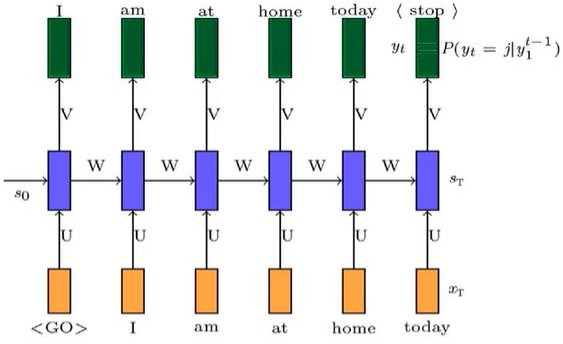 I am at home today ⟨ stop ⟩
y_t P(y_t = j|y_1^{t−1})
V V V V V V
W W W W W
s_0 s_T
U U U U U U
x_T
<GO> I am at home today